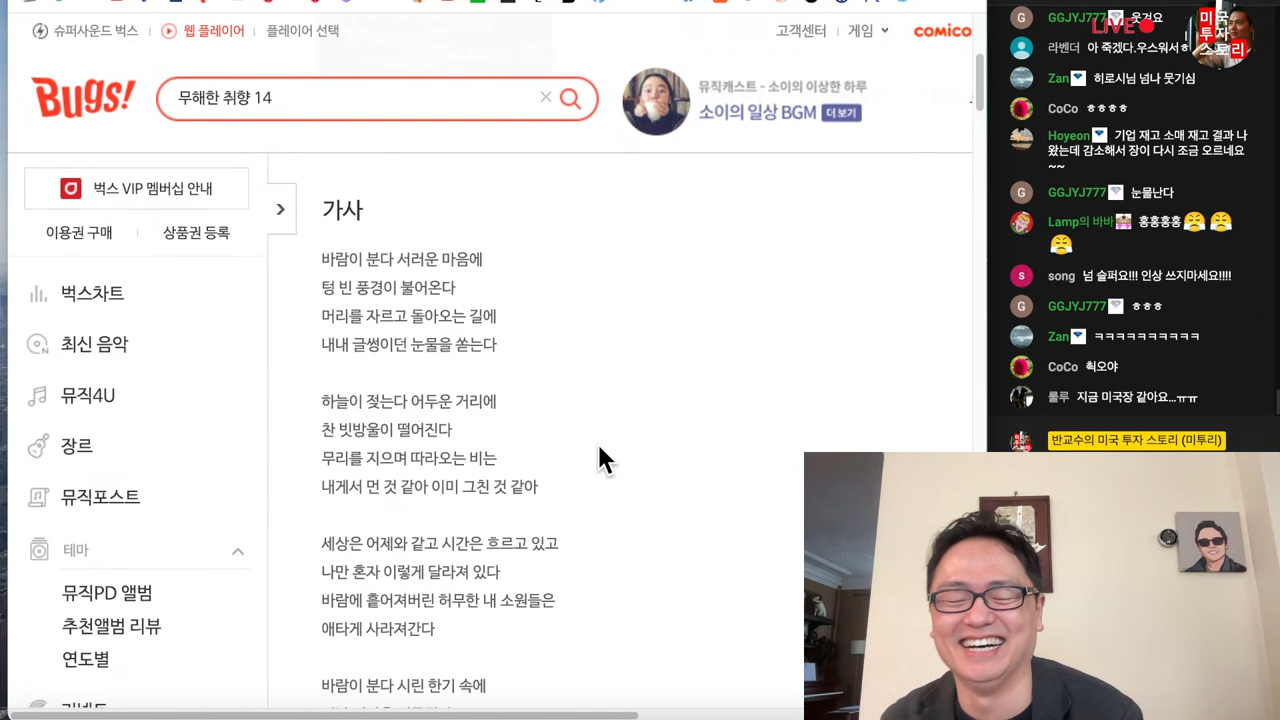 슈퍼사운드 벅스
웹 플레이어
플레이어 선택
고객센터
게임
comico
Bugs!
무해한 취향 14
뮤직캐스트 - 소이의 이상한 하루
소이의 일상 BGM 더 보기
벅스 VIP 멤버십 안내
이용권 구매
상품권 등록
벅스차트
최신 음악
뮤직4U
장르
뮤직포스트
테마
뮤직PD 앨범
추천앨범 리뷰
연도별
가사
바람이 분다 서러운 마음에
텅 빈 풍경이 불어온다
머리를 자르고 돌아오는 길에
내내 글썽이던 눈물을 쏟는다
하늘이 젖는다 어두운 거리에
찬 빗방울이 떨어진다
무리를 지으며 따라오는 비는
내게서 먼 것 같아 이미 그친 것 같아
세상은 어제와 같고 시간은 흐르고 있고
나만 혼자 이렇게 달라져 있다
바람에 흩어져버린 허무한 내 소원들은
애타게 사라져간다
바람이 분다 시린 한기 속에
G GGJYJ777 웃겨요
LIVE
미국
투자
스토리
라벤더 아 죽겠다.우스워서
Zan 히로시님 넘나 풋기심
CoCo ㅎㅎㅎㅎ
Hoyeon 기업 재고 소매 재고 결과 나
왔는데 감소해서 장이 다시 조금 오르네요
~~
G GGJYJ777 눈물난다
Lamp의 바바 홍홍홍홍
s song 넘 슬퍼요!!! 인상 쓰지마세요!!!!
G GGJYJ777 ㅎㅎㅎ
Zan ㅋㅋㅋㅋㅋㅋㅋㅋㅋㅋ
CoCo 쵝오야
룰루 지금 미국장 같아요...ㅠㅠ
반교수의 미국 투자 스토리 (미투리)